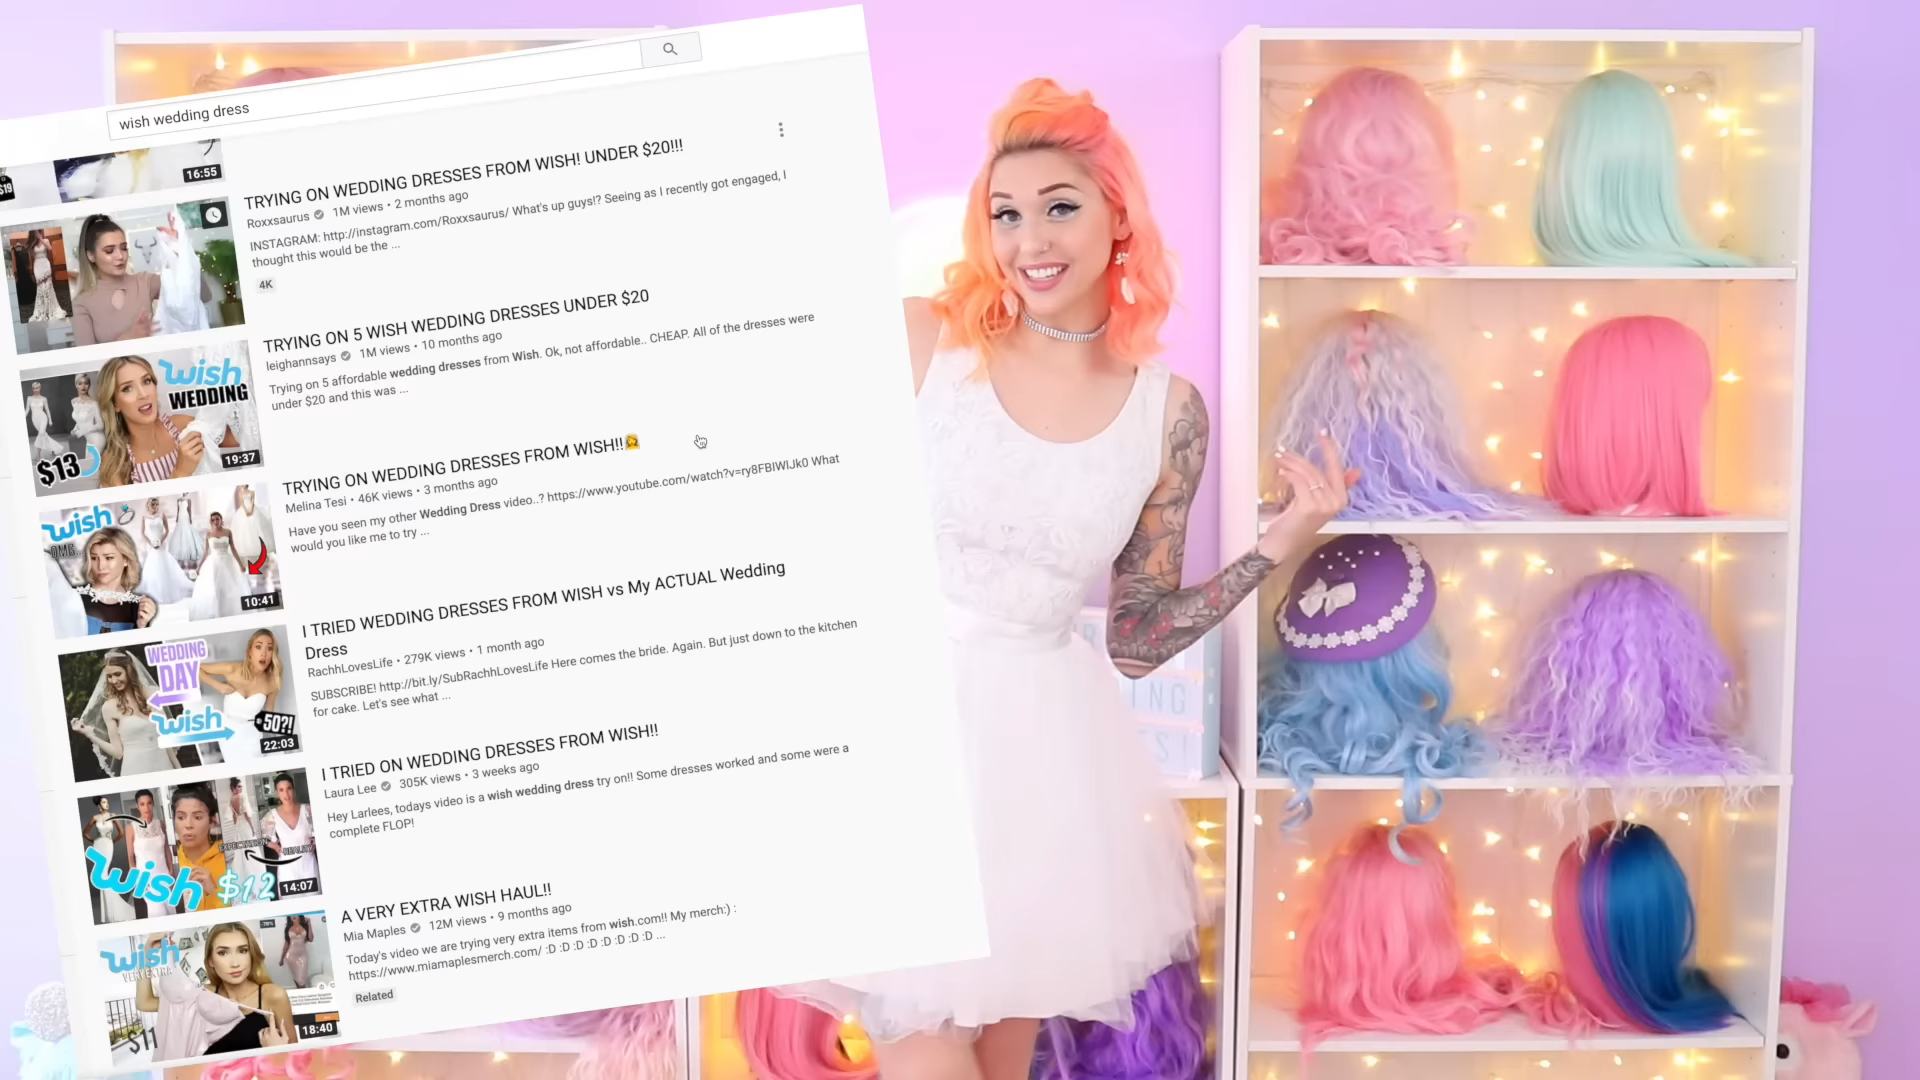 wish wedding dress
$19
16:55
TRYING ON WEDDING DRESSES FROM WISH! UNDER $20!!!
Roxxsaurus 1M views • 2 months ago
INSTAGRAM: http://instagram.com/Roxxsaurus/ What's up guys!? Seeing as I recently got engaged, I
thought this would be the ...
4K
wish
WEDDING
$13
19:37
TRYING ON 5 WISH WEDDING DRESSES UNDER $20
leighannsays 1M views • 10 months ago
Trying on 5 affordable wedding dresses from Wish. Ok, not affordable.. CHEAP. All of the dresses were
under $20 and this was ...
wish
OMG..
10:41
TRYING ON WEDDING DRESSES FROM WISH!!
Melina Tesi • 46K views • 3 months ago
Have you seen my other Wedding Dress video..? https://www.youtube.com/watch?v=ry8FBIWIJk0 What
would you like me to try ...
WEDDING
DAY
wish
50?!
22:03
I TRIED WEDDING DRESSES FROM WISH vs My ACTUAL Wedding
Dress
RachhLovesLife • 279K views • 1 month ago
SUBSCRIBE! http://bit.ly/SubRachhLovesLife Here comes the bride. Again. But just down to the kitchen
for cake. Let's see what ...
EXPECTATION
REALITY
wish $12
14:07
I TRIED ON WEDDING DRESSES FROM WISH!!
Laura Lee 305K views • 3 weeks ago
Hey Larlees, todays video is a wish wedding dress try on!! Some dresses worked and some were a
complete FLOP!
wish
VERY EXTRA
$11
18:40
A VERY EXTRA WISH HAUL!!
Mia Maples 12M views • 9 months ago
Today's video we are trying very extra items from wish.com!! My merch:) :
https://www.miamaplesmerch.com/ :D :D :D :D :D :D :D :D ...
Related